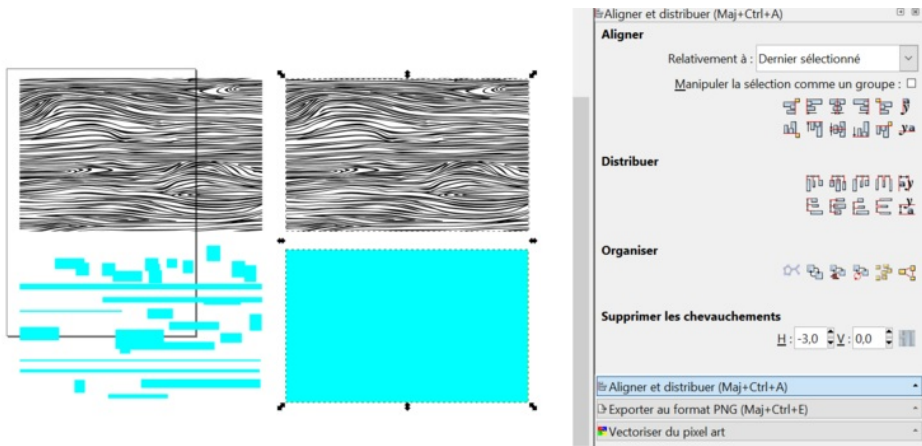 Aligner et distribuer (Maj+Ctrl+A)
Aligner
Relativement à : Dernier sélectionné
Manipuler la sélection comme un groupe :
Distribuer
Organiser
Supprimer les chevauchements
H : -3,0 V : 0,0
Aligner et distribuer (Maj+Ctrl+A)
Exporter au format PNG (Maj+Ctrl+E)
Vectoriser du pixel art